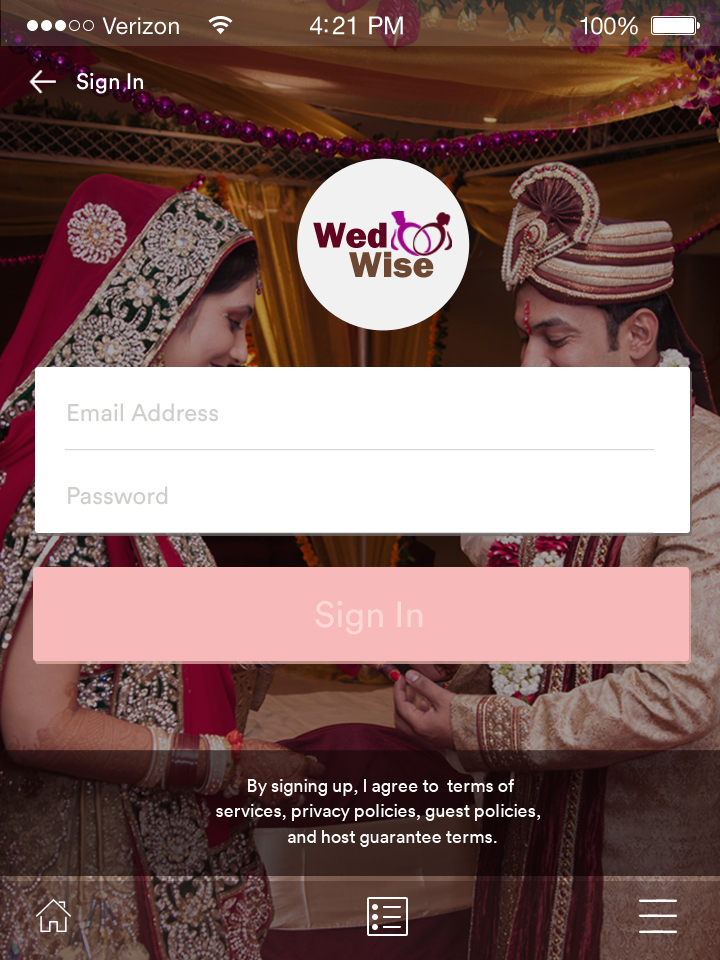 Verizon 4:21 PM 100%
Sign In
Wed
Wise
Email Address
Password
Sign In
By signing up, I agree to terms of
services, privacy policies, guest policies,
and host guarantee terms.